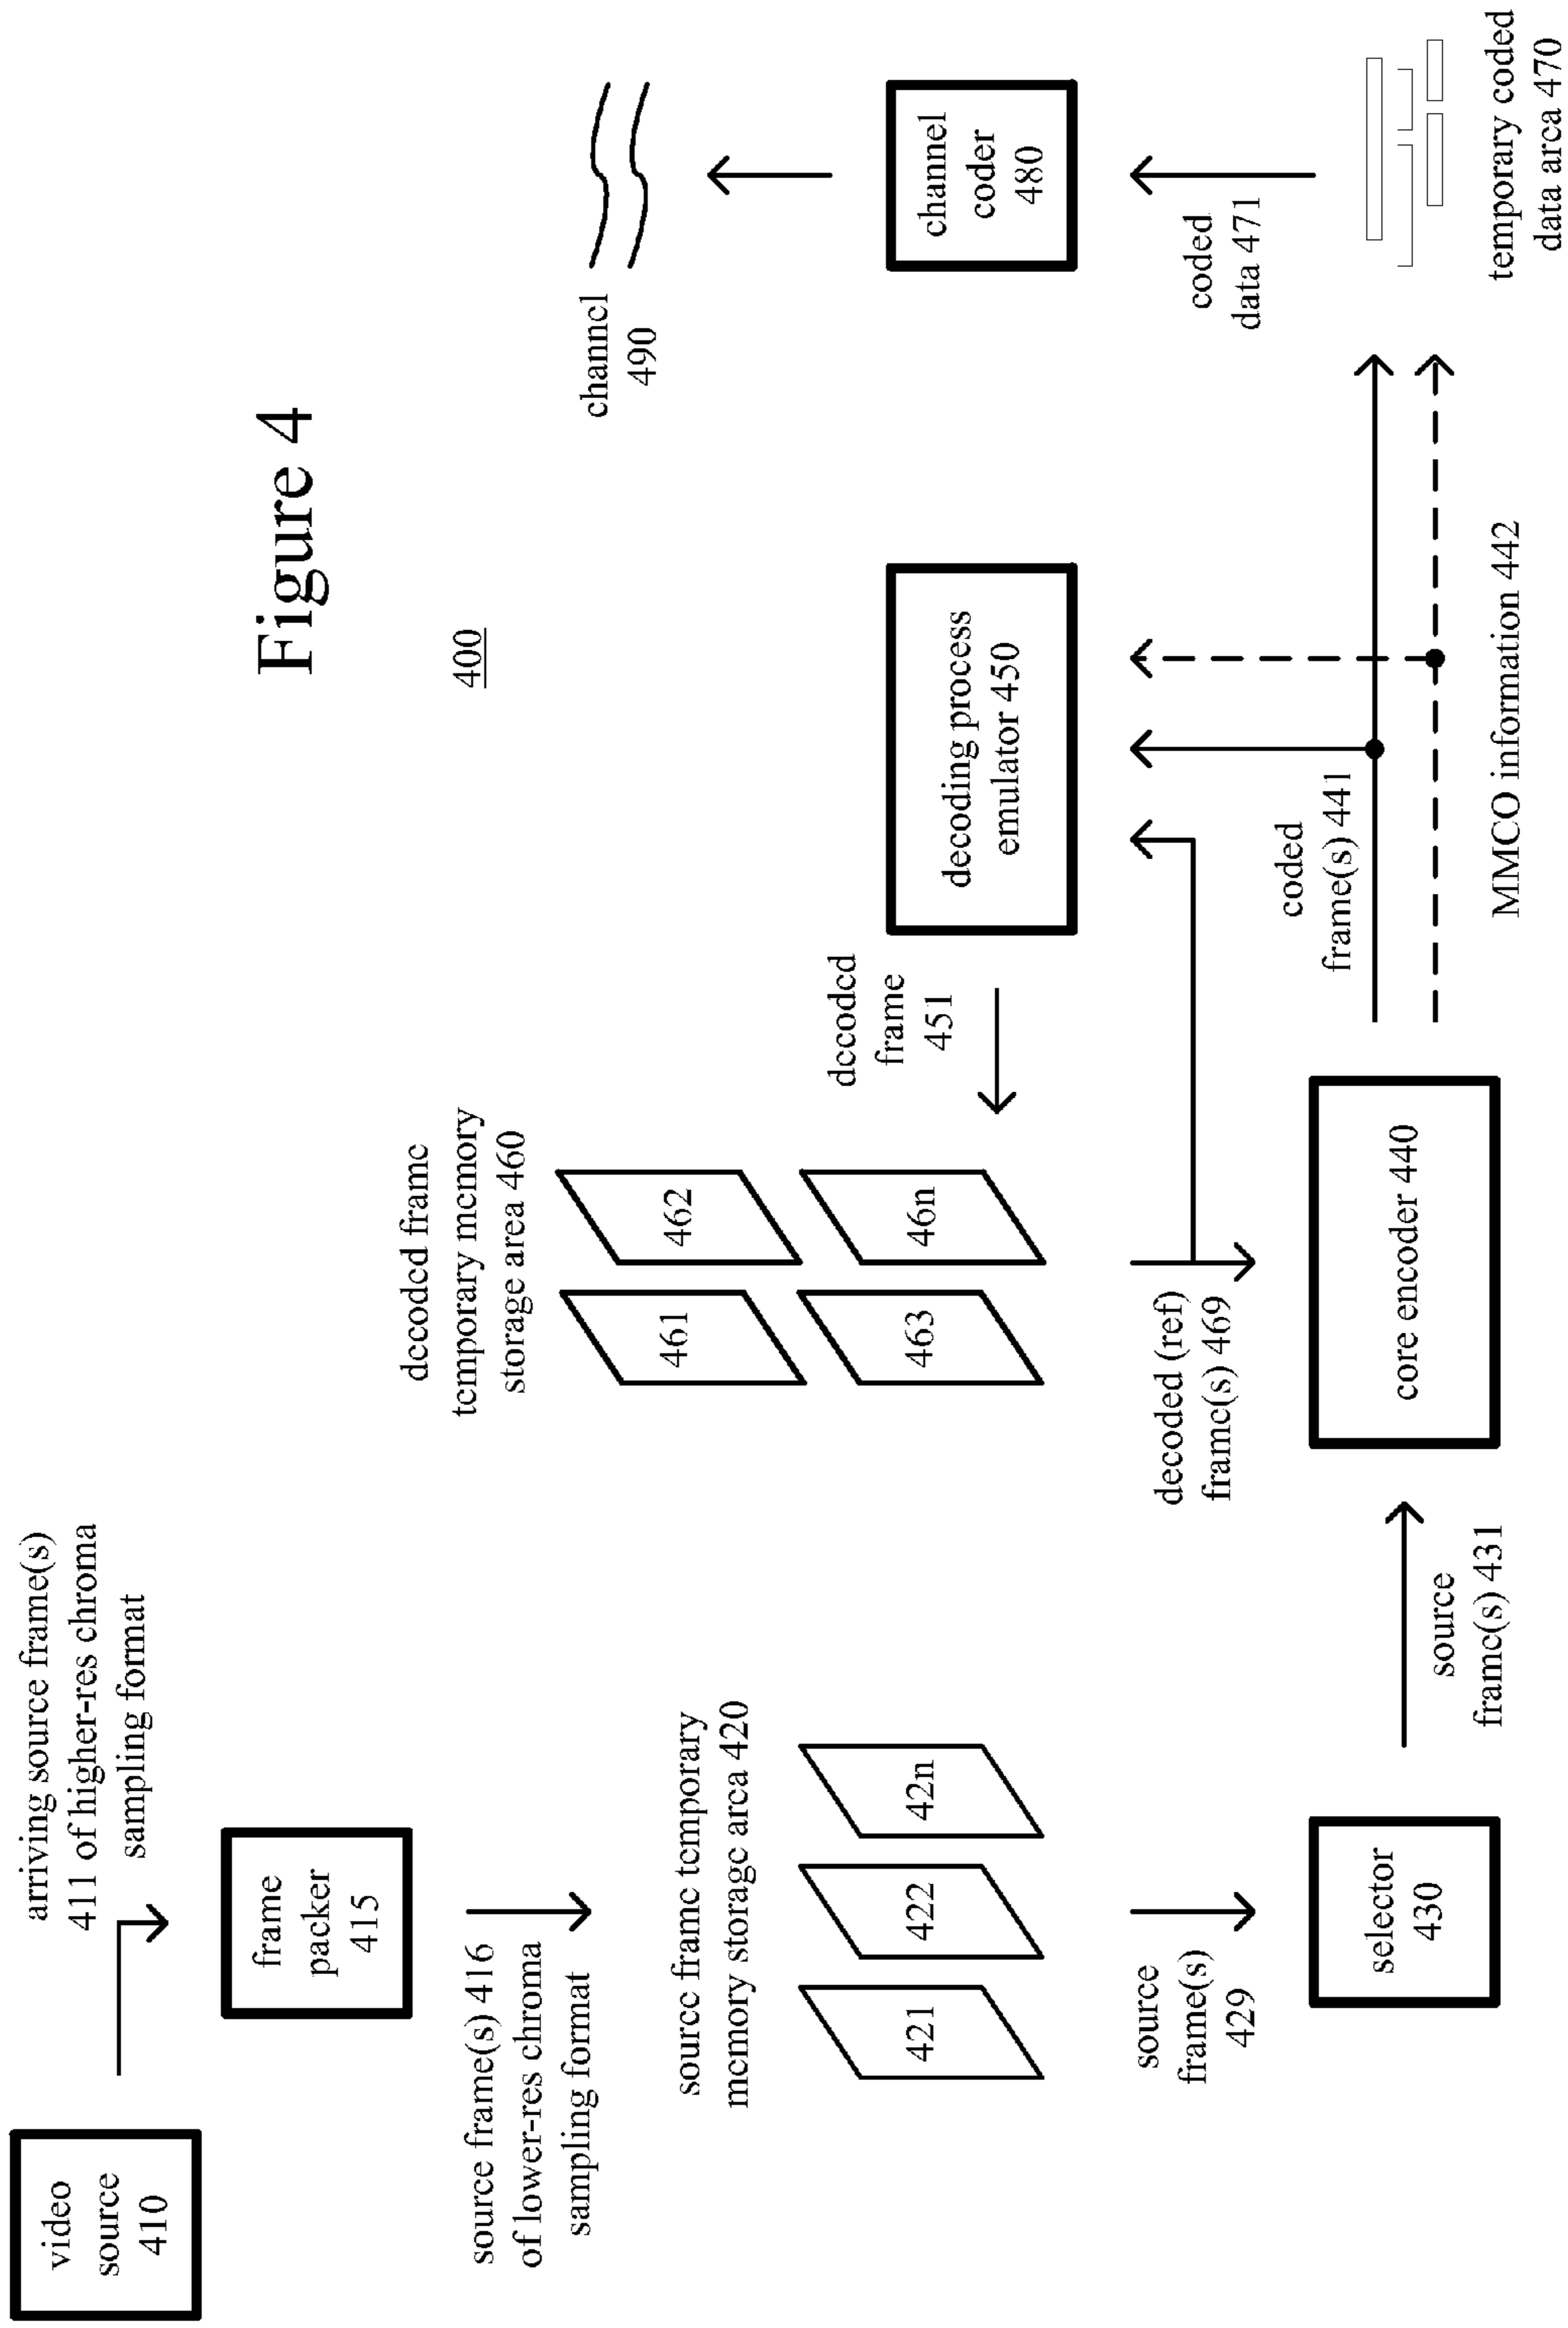 Figure 4
400
video
source
410
arriving source frame(s)
411 of higher-res chroma
sampling format
frame
packer
415
source frame(s) 416
of lower-res chroma
sampling format
source frame temporary
memory storage area 420
421
422
42n
source
frame(s)
429
selector
430
source
frame(s) 431
decoded frame
temporary memory
storage area 460
461
462
463
46n
decoded (ref)
frame(s) 469
core encoder 440
decoded
frame
451
decoding process
emulator 450
coded
frame(s) 441
MMCO information 442
channel
490
channel
coder
480
coded
data 471
temporary coded
data area 470